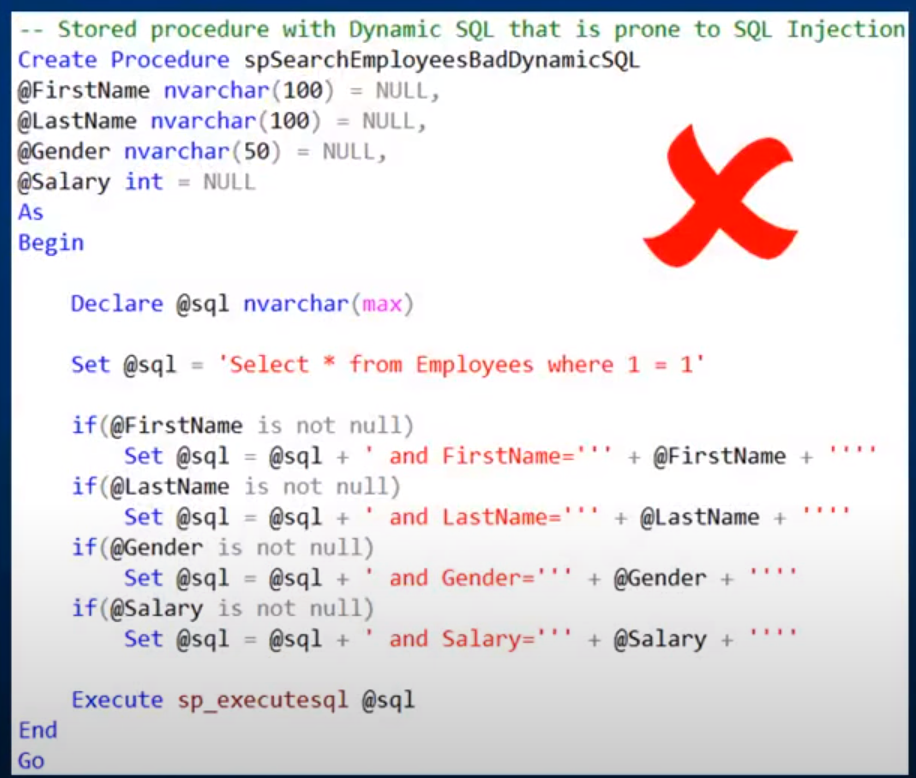 -- Stored procedure with Dynamic SQL that is prone to SQL Injection
Create Procedure spSearchEmployeesBadDynamicSQL
@FirstName nvarchar(100) = NULL,
@LastName nvarchar(100) = NULL,
@Gender nvarchar(50) = NULL,
@Salary int = NULL
As
Begin
Declare @sql nvarchar(max)
Set @sql = 'Select * from Employees where 1 = 1'
if(@FirstName is not null)
Set @sql = @sql + ' and FirstName=''' + @FirstName + ''''
if(@LastName is not null)
Set @sql = @sql + ' and LastName=''' + @LastName + ''''
if(@Gender is not null)
Set @sql = @sql + ' and Gender=''' + @Gender + ''''
if(@Salary is not null)
Set @sql = @sql + ' and Salary=''' + @Salary + ''''
Execute sp_executesql @sql
End
Go